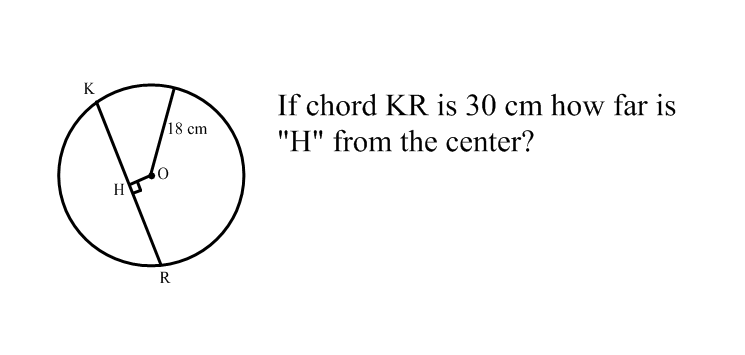 K
If chord KR is 30 cm how far is
18 cm
"H" from the center?
O
H
R